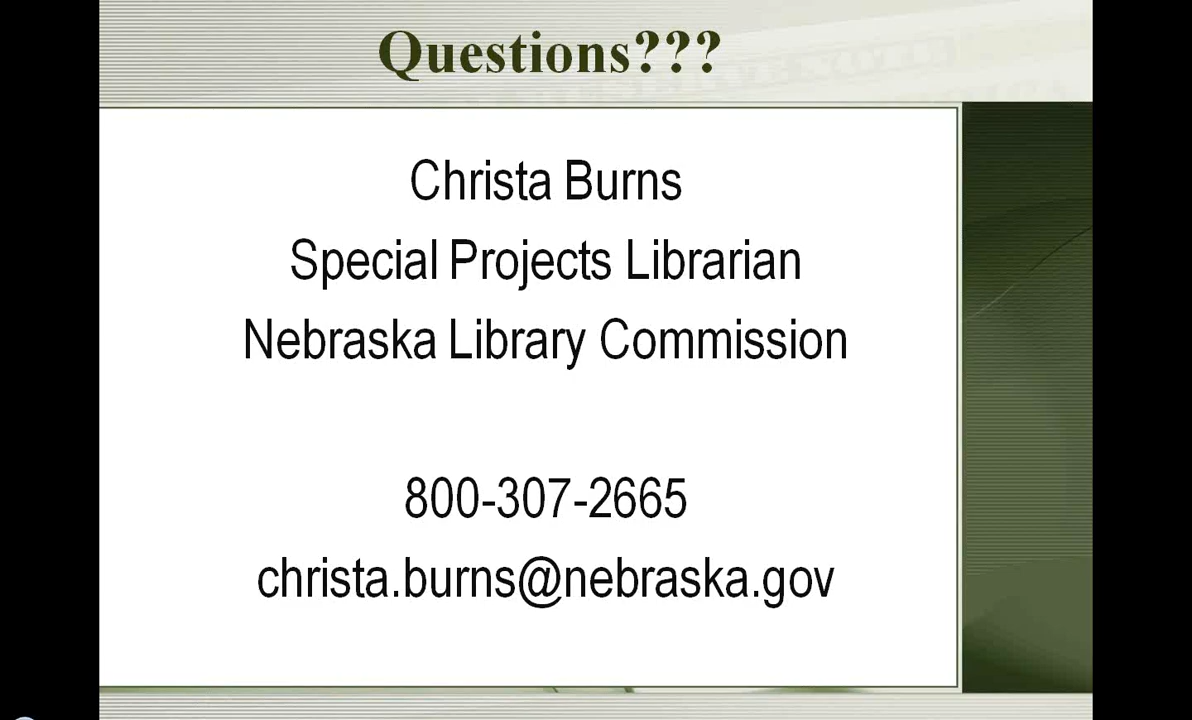 Questions???
Christa Burns
Special Projects Librarian
Nebraska Library Commission
800-307-2665
christa.burns@nebraska.gov